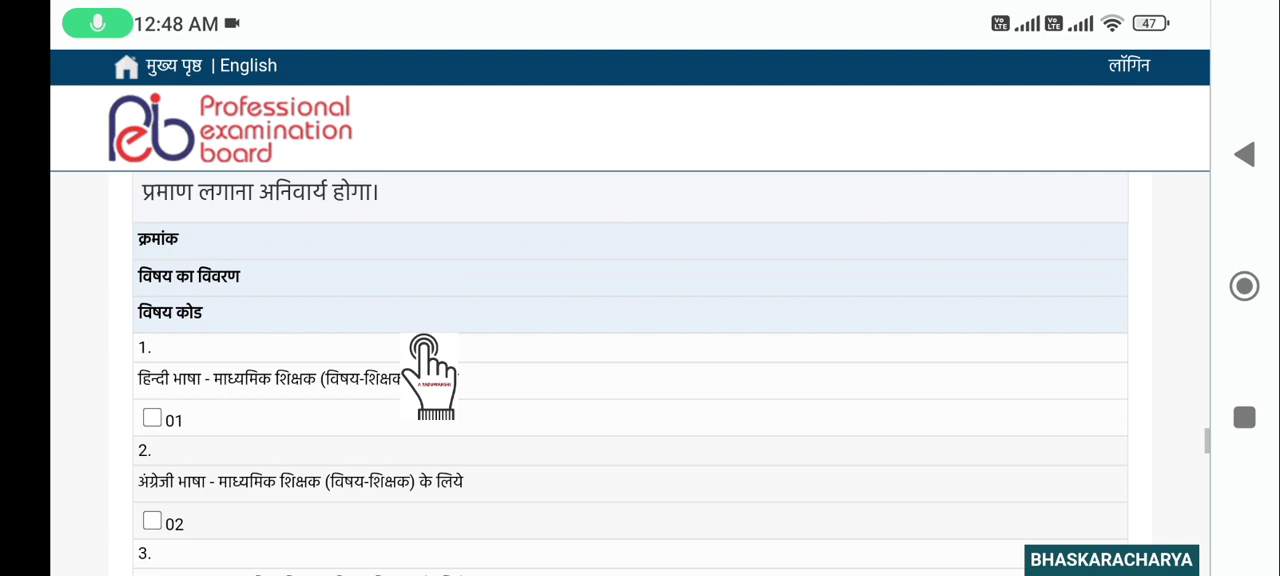 12:48 AM
47
मुख्य पृष्ठ | English
लॉगिन
Professional
examination
board
प्रमाण लगाना अनिवार्य होगा।
क्रमांक
विषय का विवरण
विषय कोड
1.
हिन्दी भाषा - माध्यमिक शिक्षक (विषय-शिक्षक
01
2.
अंग्रेजी भाषा - माध्यमिक शिक्षक (विषय-शिक्षक) के लिये
02
3.
BHASKARACHARYA